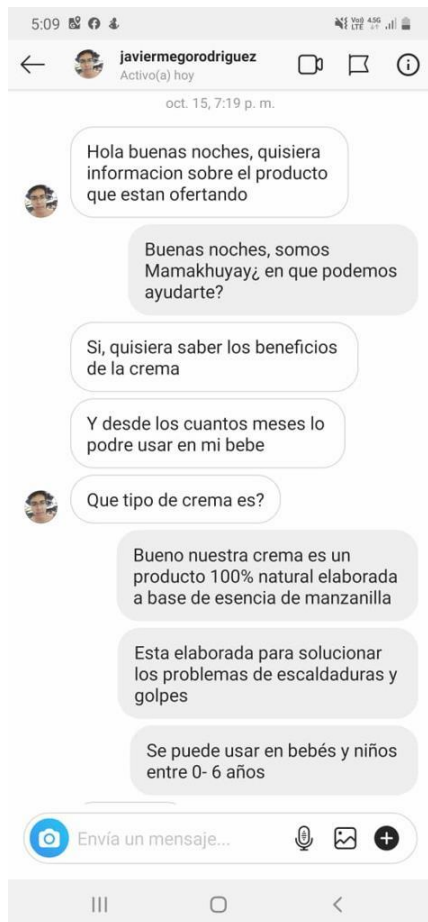 5:09
Vo)) 4.5G
LTE
javiermegorodriguez
Activo(a) hoy
oct. 15, 7:19 p. m.
Hola buenas noches, quisiera
informacion sobre el producto
que estan ofertando
Buenas noches, somos
Mamakhuyay¿ en que podemos
ayudarte?
Si, quisiera saber los beneficios
de la crema
Y desde los cuantos meses lo
podre usar en mi bebe
Que tipo de crema es?
Bueno nuestra crema es un
producto 100% natural elaborada
a base de esencia de manzanilla
Esta elaborada para solucionar
los problemas de escaldaduras y
golpes
Se puede usar en bebés y niños
entre 0- 6 años
Envía un mensaje...